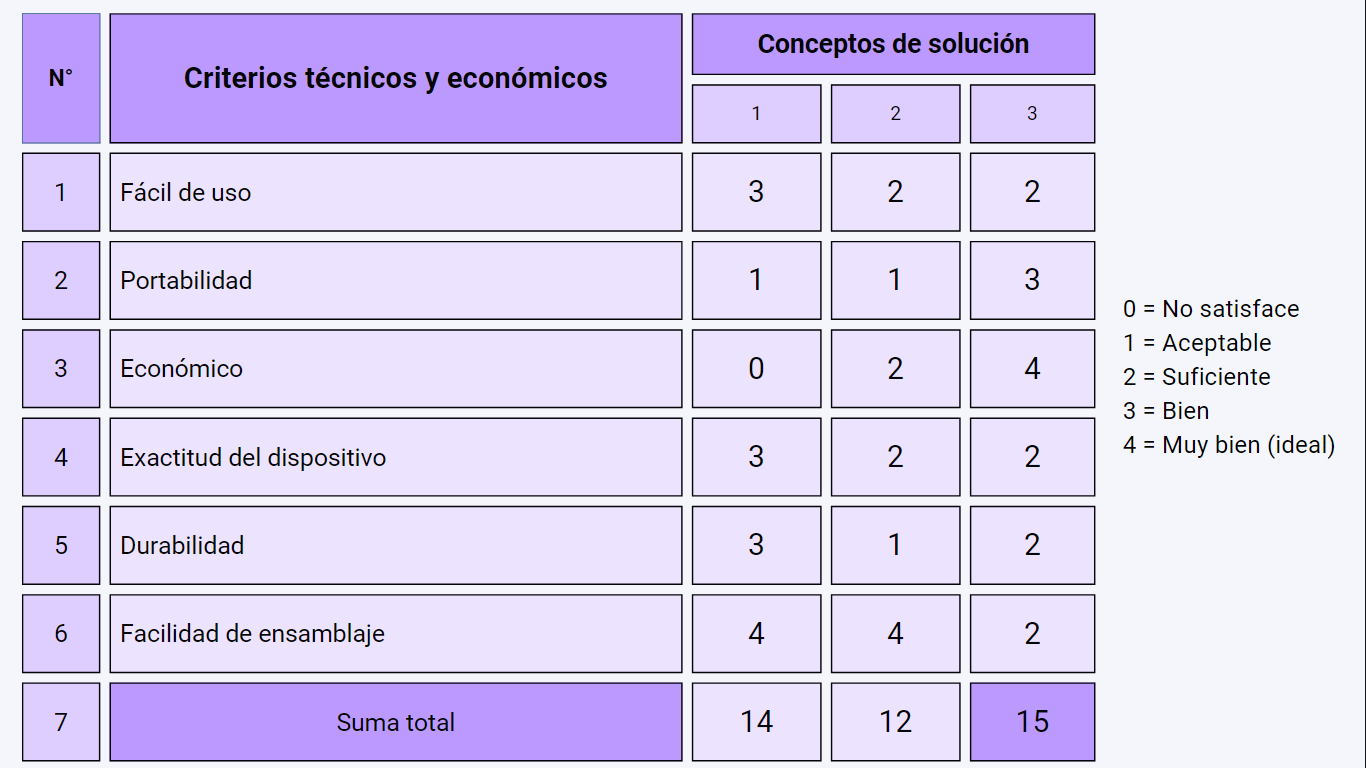 N° Criterios técnicos y económicos Conceptos de solución
1 2 3
1 Fácil de uso 3 2 2
2 Portabilidad 1 1 3
3 Económico 0 2 4
4 Exactitud del dispositivo 3 2 2
5 Durabilidad 3 1 2
6 Facilidad de ensamblaje 4 4 2
7 Suma total 14 12 15
0 = No satisface
1 = Aceptable
2 = Suficiente
3 = Bien
4 = Muy bien (ideal)